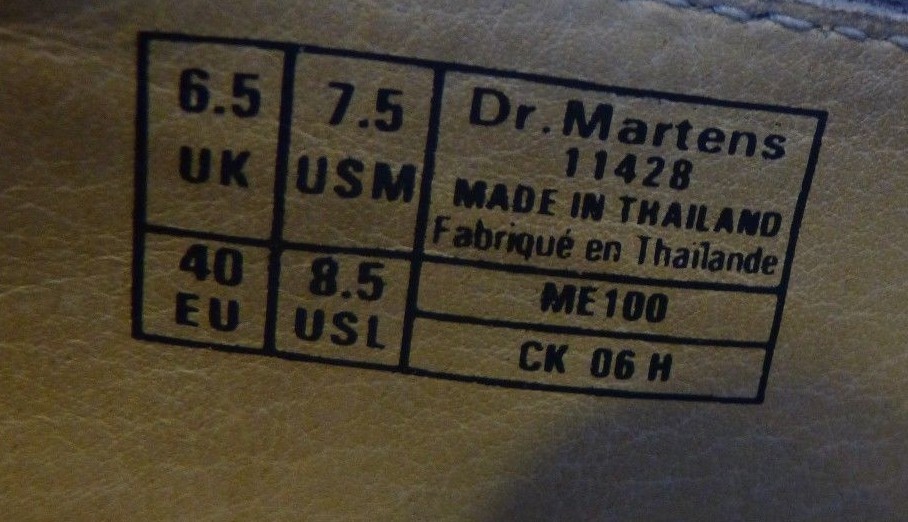 6.5
UK
7.5
USM
40
EU
8.5
USL
Dr. Martens
11428
MADE IN THAILAND
Fabriqué en Thaïlande
ME100
CK 06 H